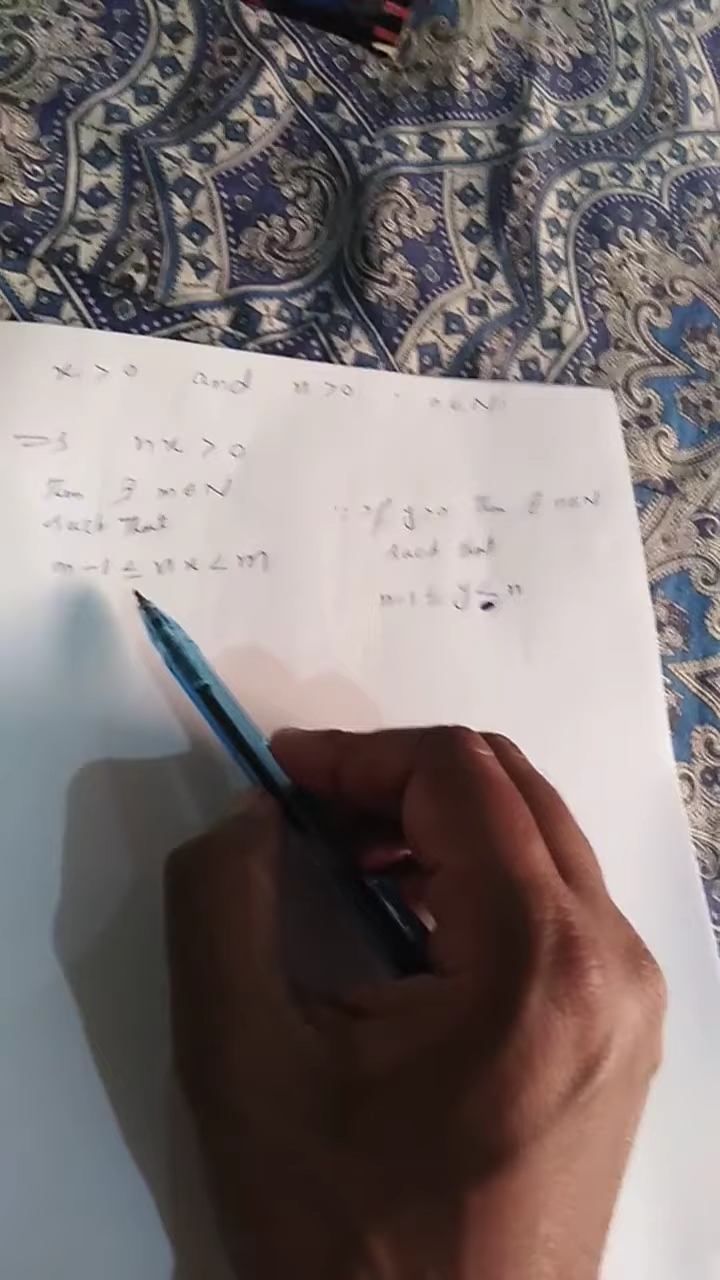 x > 0 and n > 0 , n ∈ N
=> nx > 0
Then ∃ m ∈ N
such that
m-1 ≤ nx < m
∵ If y > 0 Then ∃ n ∈ N
such that
n-1 ≤ y < n